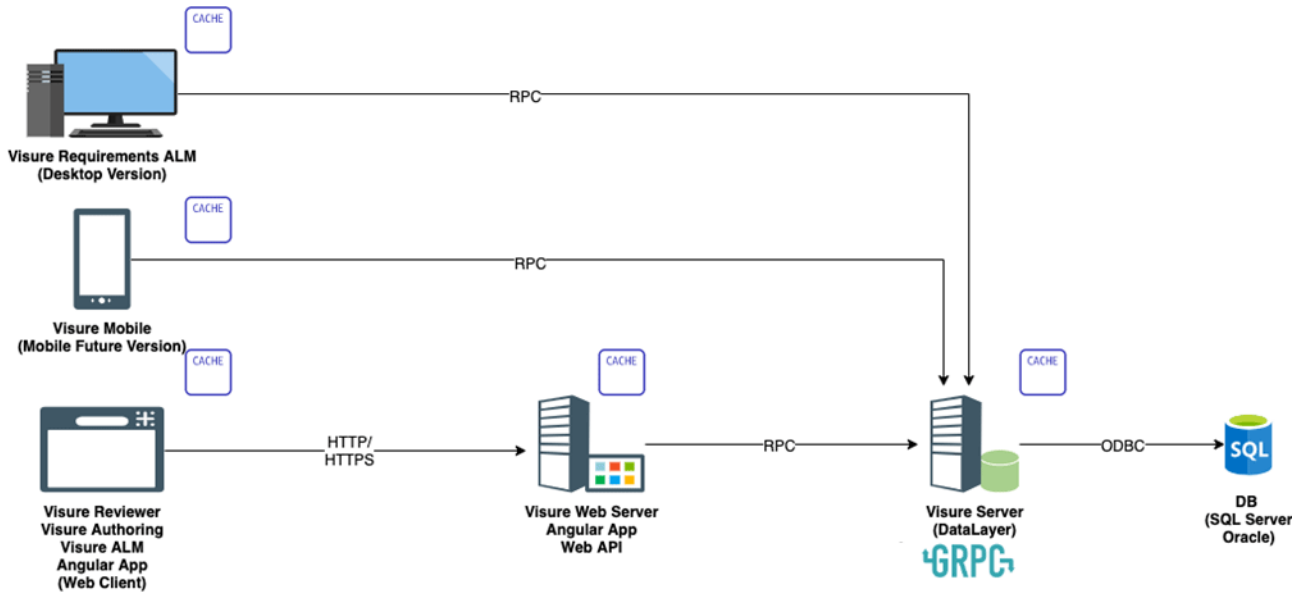 CACHE
RPC
Visure Requirements ALM
(Desktop Version)
CACHE
RPC
Visure Mobile
(Mobile Future Version)
CACHE
CACHE
CACHE
HTTP/
HTTPS
RPC
ODBC
SQL
Visure Reviewer
Visure Authoring
Visure ALM
Angular App
(Web Client)
Visure Web Server
Angular App
Web API
Visure Server
(DataLayer)
GRPC
DB
(SQL Server
Oracle)